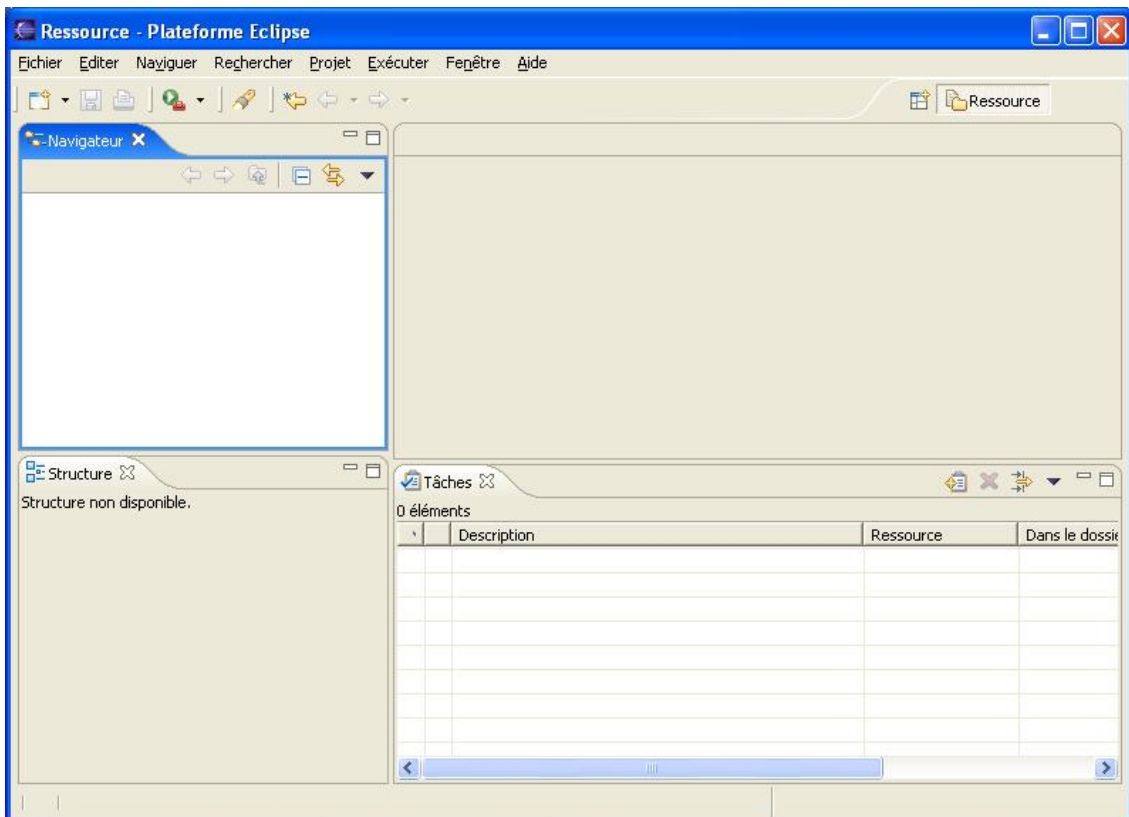 Ressource - Plateforme Eclipse
Fichier Editer Naviguer Rechercher Projet Exécuter Fenêtre Aide
Ressource
Navigateur
Structure
Structure non disponible.
Tâches
0 éléments
Description Ressource Dans le dossie